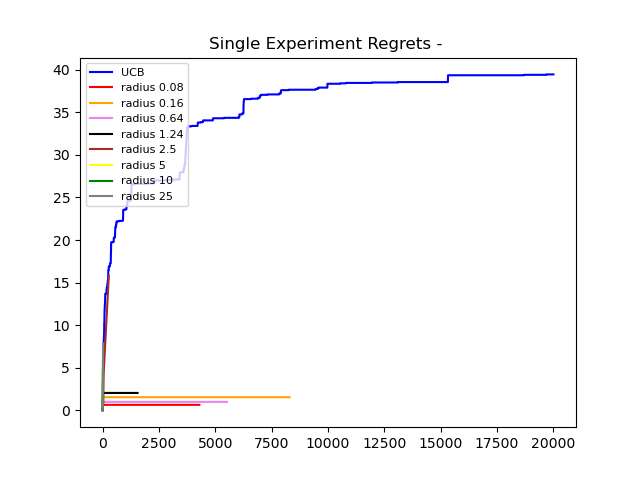 Single Experiment Regrets -
UCB
radius 0.08
radius 0.16
radius 0.64
radius 1.24
radius 2.5
radius 5
radius 10
radius 25
40
35
30
25
20
15
10
5
0
0 2500 5000 7500 10000 12500 15000 17500 20000